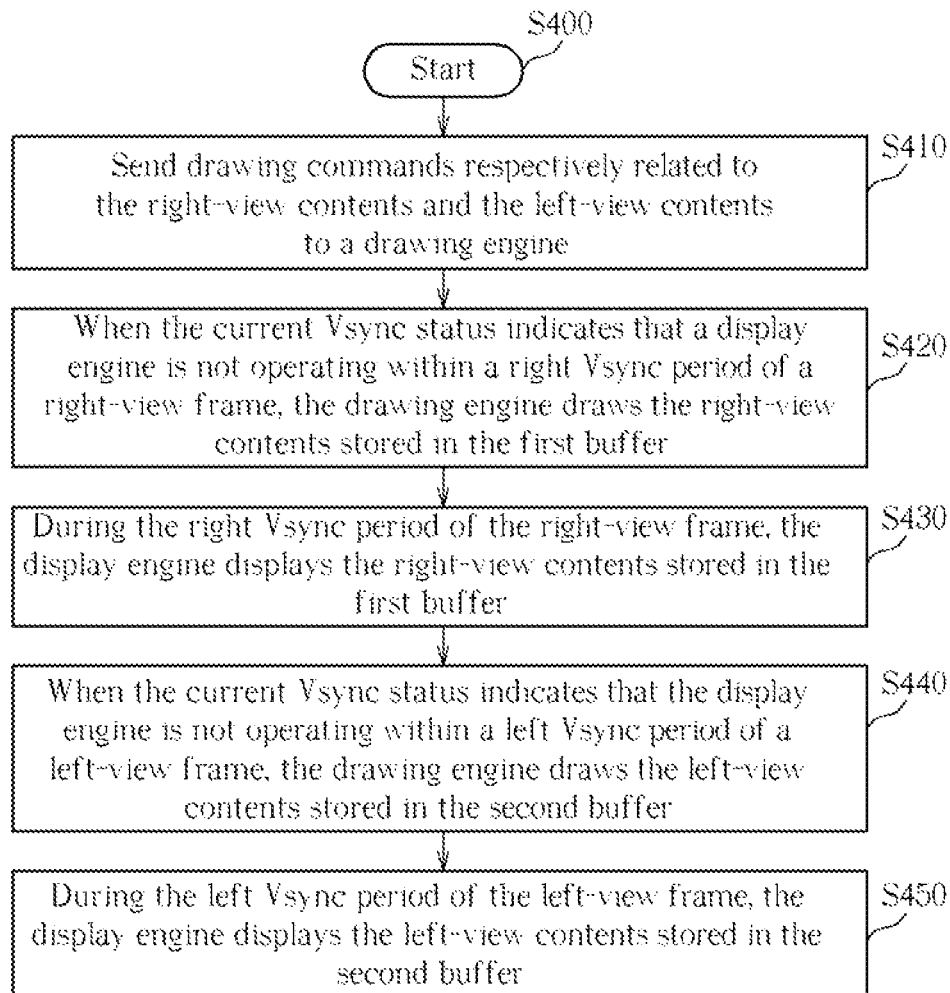 S400
Start
S410
Send drawing commands respectively related to
the right-view contents and the left-view contents
to a drawing engine
When the current Vsync status indicates that a display
S420
engine is not operating within a right Vsync period of a
right-view frame, the drawing engine draws the right-view
contents stored in the first buffer
S430
During the right Vsync period of the right-view frame, the
display engine displays the right-view contents stored in the
first buffer
S440
When the current Vsync status indicates that the display
engine is not operating within a left Vsync period of a
left-view frame, the drawing engine draws the left-view
contents stored in the second buffer
S450
During the left Vsync period of the left-view frame, the
display engine displays the left-view contents stored in the
second buffer